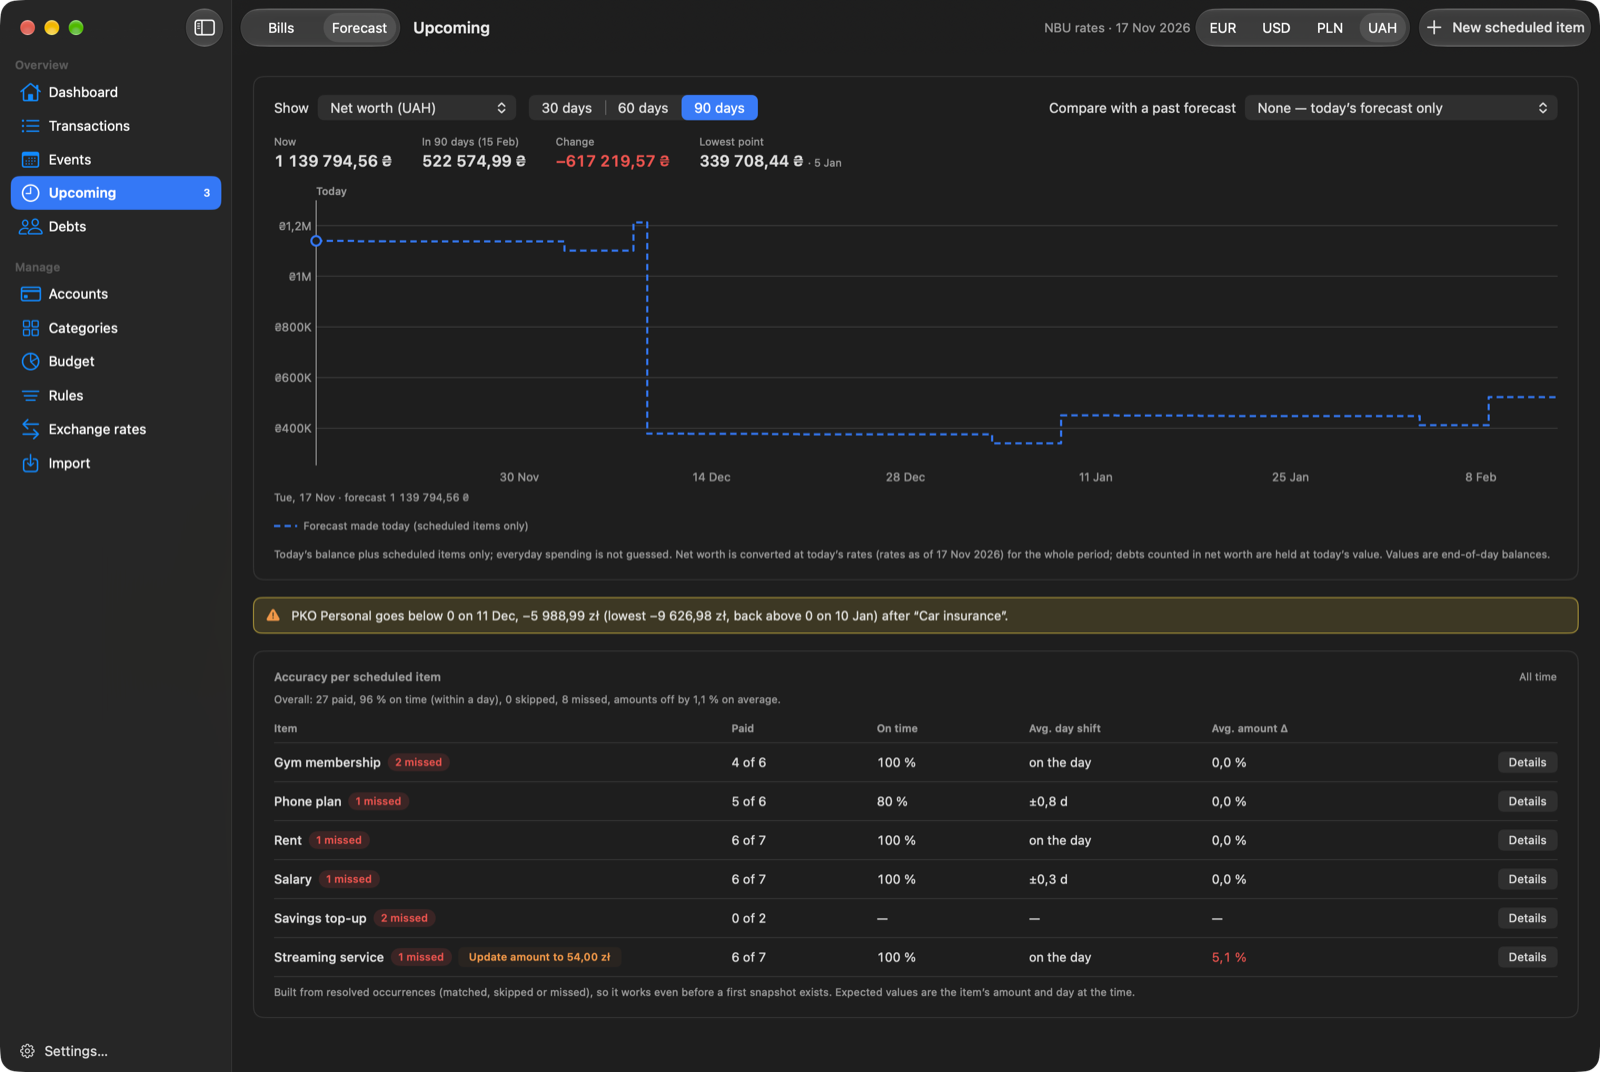 Bills
Forecast
Upcoming
NBU rates · 17 Nov 2026
EUR
USD
PLN
UAH
New scheduled item
Overview
Dashboard
Transactions
Events
Upcoming 3
Debts
Manage
Accounts
Categories
Budget
Rules
Exchange rates
Import
Settings...
Show
Net worth (UAH)
30 days
60 days
90 days
Compare with a past forecast
None — today's forecast only
Now
1 139 794,56 ₴
In 90 days (15 Feb)
522 574,99 ₴
Change
−617 219,57 ₴
Lowest point
339 708,44 ₴ · 5 Jan
Today
₴1,2M
₴1M
₴800K
₴600K
₴400K
30 Nov
14 Dec
28 Dec
11 Jan
25 Jan
8 Feb
Tue, 17 Nov · forecast 1 139 794,56 ₴
Forecast made today (scheduled items only)
Today's balance plus scheduled items only; everyday spending is not guessed. Net worth is converted at today's rates (rates as of 17 Nov 2026) for the whole period; debts counted in net worth are held at today's value. Values are end-of-day balances.
PKO Personal goes below 0 on 11 Dec, −5 988,99 zł (lowest −9 626,98 zł, back above 0 on 10 Jan) after “Car insurance”.
Accuracy per scheduled item
All time
Overall: 27 paid, 96 % on time (within a day), 0 skipped, 8 missed, amounts off by 1,1 % on average.
Item Paid On time Avg. day shift Avg. amount Δ
Gym membership 2 missed 4 of 6 100 % on the day 0,0 % Details
Phone plan 1 missed 5 of 6 80 % ±0,8 d 0,0 % Details
Rent 1 missed 6 of 7 100 % on the day 0,0 % Details
Salary 1 missed 6 of 7 100 % ±0,3 d 0,0 % Details
Savings top-up 2 missed 0 of 2 — — — Details
Streaming service 1 missed Update amount to 54,00 zł 6 of 7 100 % on the day 5,1 % Details
Built from resolved occurrences (matched, skipped or missed), so it works even before a first snapshot exists. Expected values are the item's amount and day at the time.